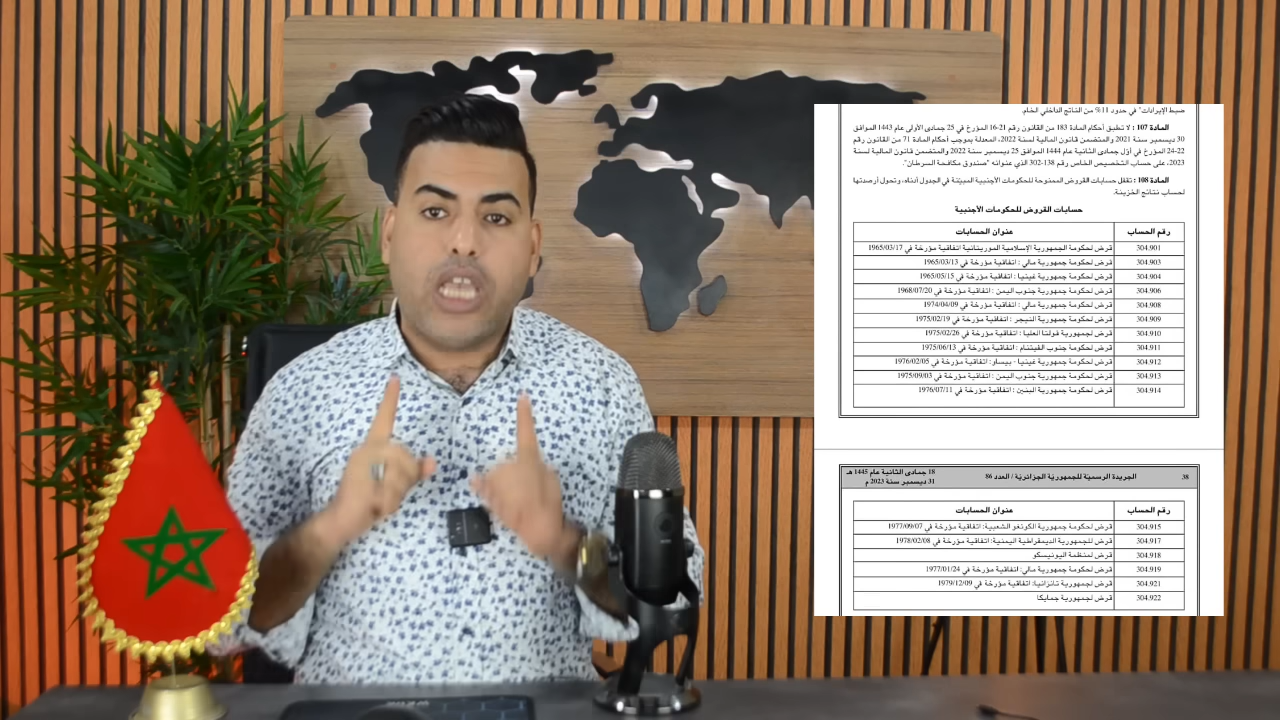 ضبط الإيرادات" في حدود 11% من الناتج الداخلي الخام.
المادة 107 : لا تطبق أحكام المادة 183 من القانون رقم 21-16 المؤرخ في 25 جمادى الأولى عام 1443 الموافق
30 ديسمبر سنة 2021 والمتضمن قانون المالية لسنة 2022، المعدلة بموجب أحكام المادة 71 من القانون رقم
22-24 المؤرخ في أول جمادى الثانية عام 1444 الموافق 25 ديسمبر سنة 2022 والمتضمن قانون المالية لسنة
2023، على حساب التخصيص الخاص رقم 138-302 الذي عنوانه "صندوق مكافحة السرطان".
المادة 108 : تقفل حسابات القروض الممنوحة للحكومات الأجنبية المبينة في الجدول أدناه، وتحول أرصدتها
لحساب نتائج الخزينة.
حسابات القروض للحكومات الأجنبية
رقم الحساب عنوان الحسابات
304.901 قرض لحكومة الجمهورية الإسلامية الموريتانية اتفاقية مؤرخة في 1965/03/17
304.903 قرض لحكومة جمهورية مالي : اتفاقية مؤرخة في 1965/03/13
304.904 قرض لحكومة جمهورية غينيا : اتفاقية مؤرخة في 1965/05/15
304.906 قرض لحكومة جمهورية جنوب اليمن : اتفاقية مؤرخة في 1968/07/20
304.908 قرض لحكومة جمهورية مالي : اتفاقية مؤرخة في 1974/04/09
304.909 قرض لحكومة جمهورية النيجر : اتفاقية مؤرخة في 1975/02/19
304.910 قرض لجمهورية فولتا العليا : اتفاقية مؤرخة في 1975/02/26
304.911 قرض لحكومة جنوب الفيتنام : اتفاقية مؤرخة في 1975/06/13
304.912 قرض لحكومة جمهورية غينيا - بيساو: اتفاقية مؤرخة في 1976/02/05
304.913 قرض لحكومة جمهورية جنوب اليمن : اتفاقية مؤرخة في 1975/09/03
304.914 قرض لحكومة جمهورية البنين : اتفاقية مؤرخة في 1976/07/11
38 الجريدة الرسمية للجمهورية الجزائرية / العدد 86 18 جمادى الثانية عام 1445 هـ
31 ديسمبر سنة 2023 م
رقم الحساب عنوان الحسابات
304.915 قرض لحكومة جمهورية الكونغو الشعبية: اتفاقية مؤرخة في 1977/09/07
304.917 قرض للجمهورية الديمقراطية اليمنية: اتفاقية مؤرخة في 1978/02/08
304.918 قرض لمنظمة اليونيسكو
304.919 قرض لحكومة جمهورية مالي: اتفاقية مؤرخة في 1977/01/24
304.921 قرض لجمهورية تانزانيا: اتفاقية مؤرخة في 1979/12/09
304.922 قرض لجمهورية جمايكا